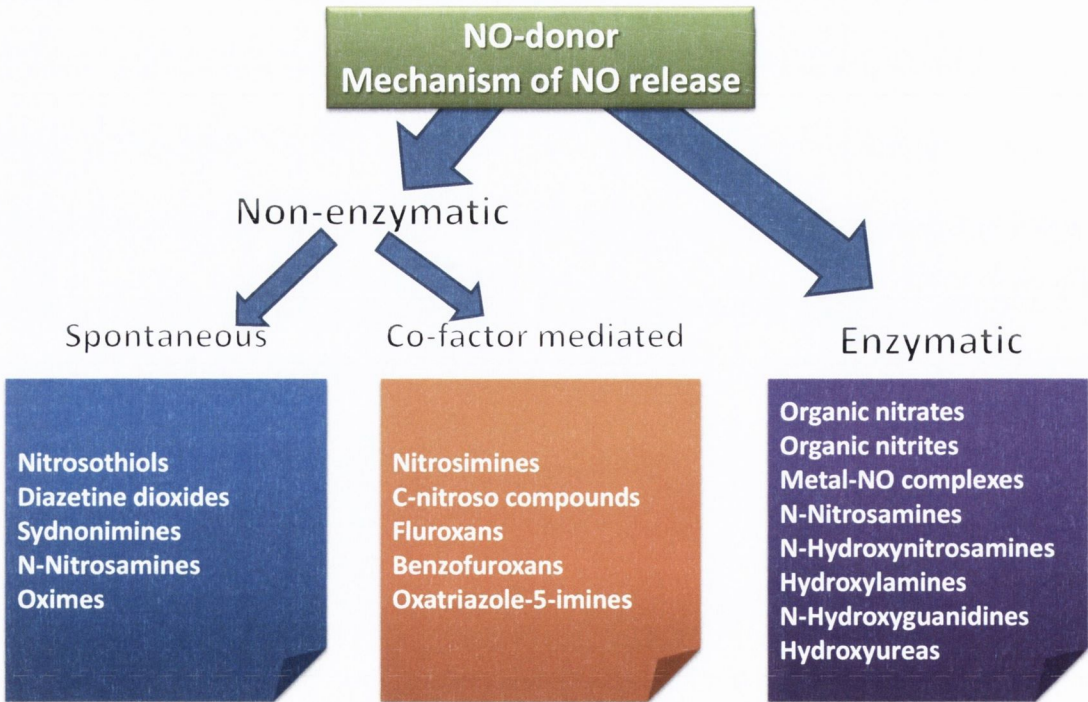 NO-donor
Mechanism of NO release
Non-enzymatic
Spontaneous
Co-factor mediated
Enzymatic
Nitrosothiols
Diazetine dioxides
Sydnonimines
N-Nitrosamines
Oximes
Nitrosimines
C-nitroso compounds
Fluroxans
Benzofuroxans
Oxatriazole-5-imines
Organic nitrates
Organic nitrites
Metal-NO complexes
N-Nitrosamines
N-Hydroxynitrosamines
Hydroxylamines
N-Hydroxyguanidines
Hydroxyureas